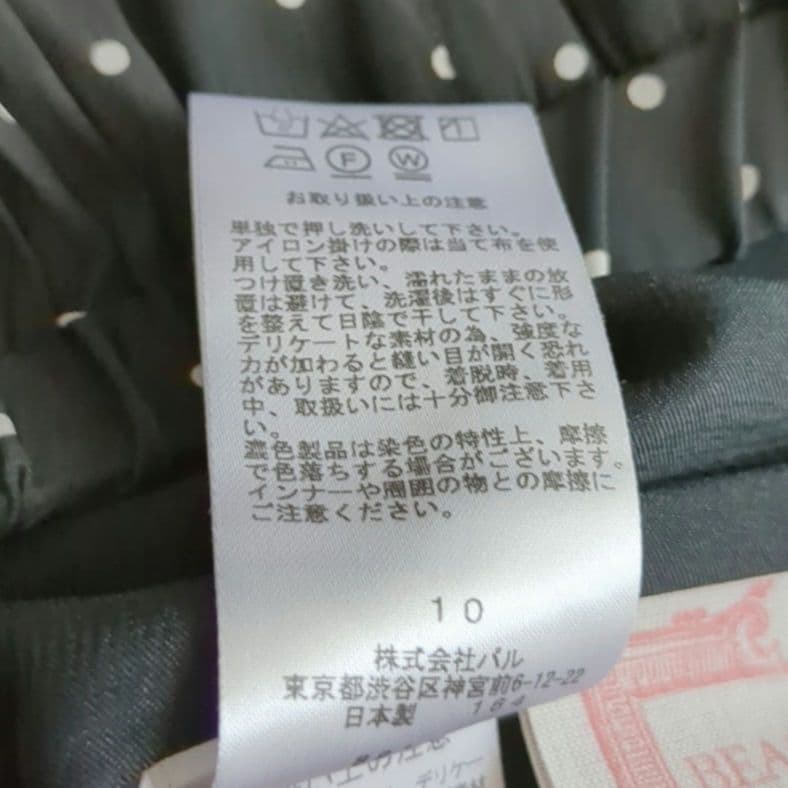 F W
お取り扱い上の注意
単独で押し洗いして下さい。
アイロン掛けの際は当て布を使
用して下さい。
つけ置き洗い、濡れたままの放
置は避けて、洗濯後はすぐに形
を整えて日陰で干して下さい。
デリケートな素材の為、強度な
力が加わると縫い目が開く恐れ
がありますので、着脱時、着用
中、取扱いには十分御注意下さ
い。
濃色製品は染色の特性上、摩擦
で色落ちする場合がございます。
インナーや周囲の物との摩擦に
ご注意ください。
10
株式会社パル
東京都渋谷区神宮前6-12-22
日本製 184
デリケー
BEA